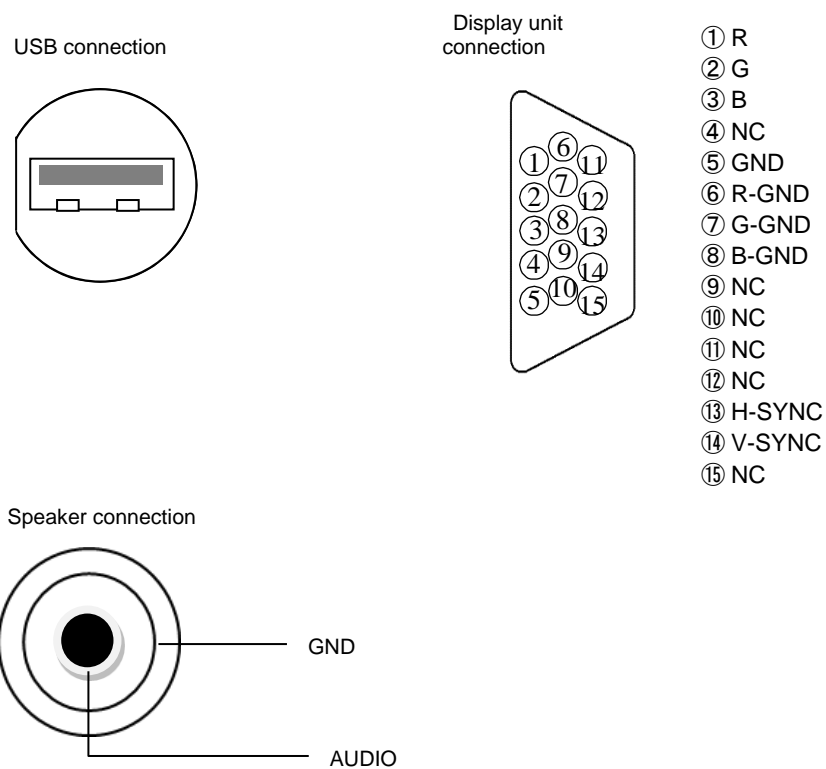 USB connection
Display unit
connection
① R
② G
③ B
④ NC
⑤ GND
⑥ R-GND
⑦ G-GND
⑧ B-GND
⑨ NC
⑩ NC
⑪ NC
⑫ NC
⑬ H-SYNC
⑭ V-SYNC
⑮ NC
1
6
11
2
7
12
3
8
13
4
9
14
5
10
15
Speaker connection
GND
AUDIO